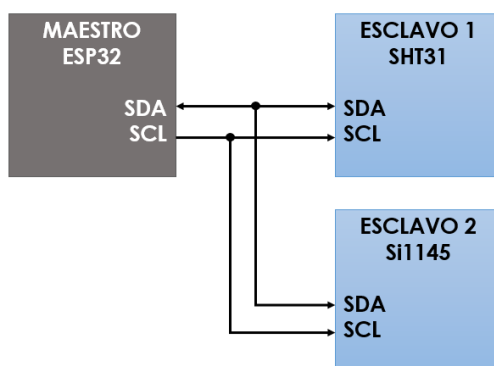 MAESTRO
ESP32
SDA
SCL
ESCLAVO 1
SHT31
SDA
SCL
ESCLAVO 2
Si1145
SDA
SCL